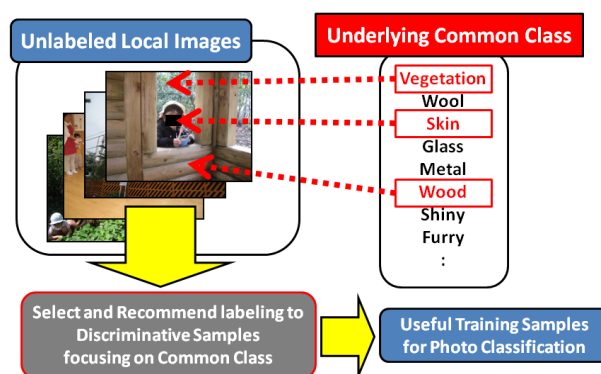 Unlabeled Local Images
Underlying Common Class
Vegetation
Wool
Skin
Glass
Metal
Wood
Shiny
Furry
:
Select and Recommend labeling to
Discriminative Samples
focusing on Common Class
Useful Training Samples
for Photo Classification